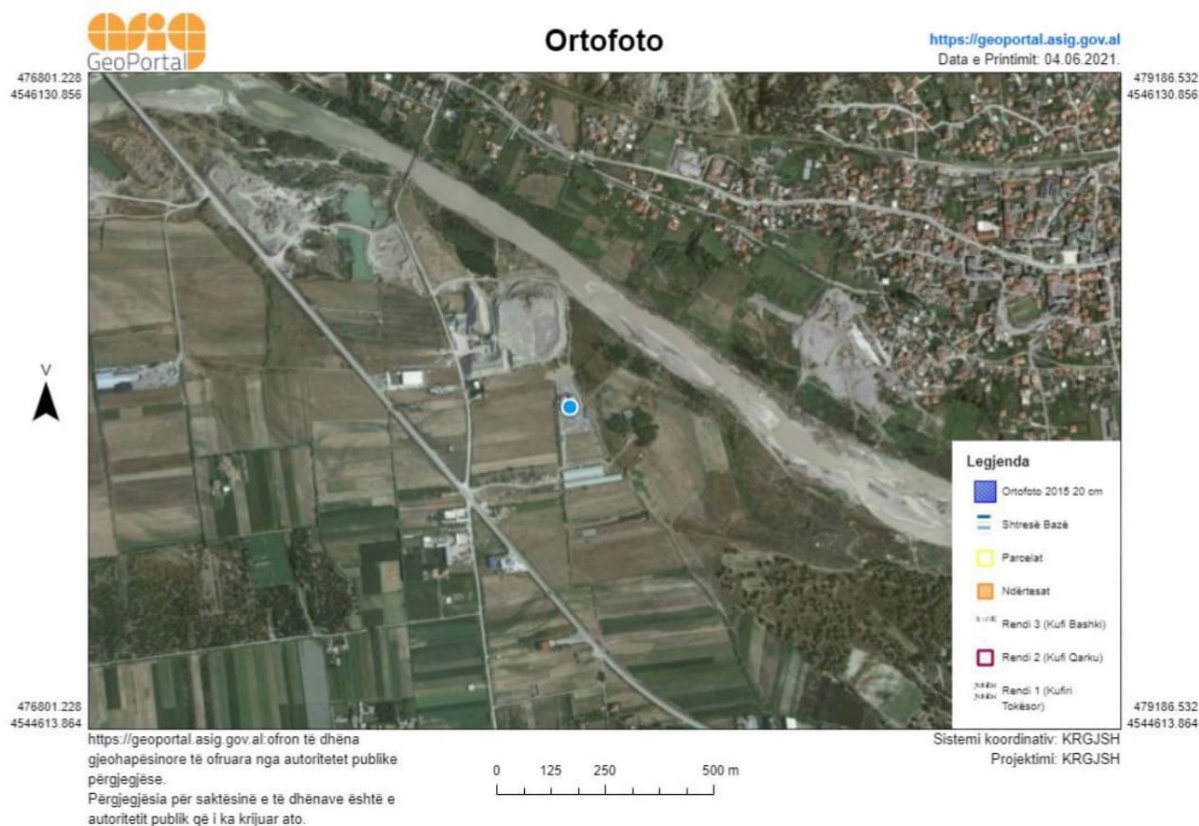 asig
GeoPortal
Ortofoto
https://geoportal.asig.gov.al
Data e Printimit: 04.06.2021.
476801.228
4546130.856
479186.532
4546130.856
V
Legjenda
Ortofoto 2015 20 cm
Shtresë Bazë
Parcelat
Ndërtesat
Rendi 3 (Kufi Bashki)
Rendi 2 (Kufi Qarku)
Rendi 1 (Kufiri
Tokësor)
476801.228
4544613.864
479186.532
4544613.864
https://geoportal.asig.gov.al:ofron të dhëna
gjeohapësinore të ofruara nga autoritetet publike
përgjegjëse.
Përgjegjësia për saktësinë e të dhënave është e
autoritetit publik që i ka krijuar ato.
0 125 250 500 m
Sistemi koordinativ: KRGJSH
Projektimi: KRGJSH